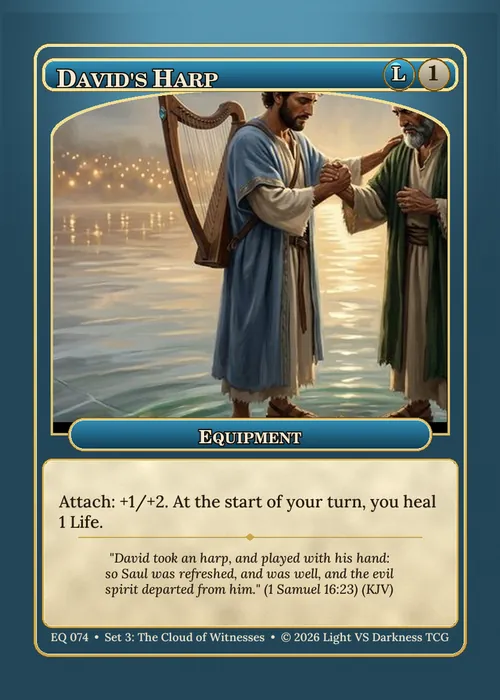 David's Harp L 1
Equipment
Attach: +1/+2. At the start of your turn, you heal
1 Life.
"David took an harp, and played with his hand:
so Saul was refreshed, and was well, and the evil
spirit departed from him." (1 Samuel 16:23) (KJV)
EQ 074 • Set 3: The Cloud of Witnesses • © 2026 Light VS Darkness TCG